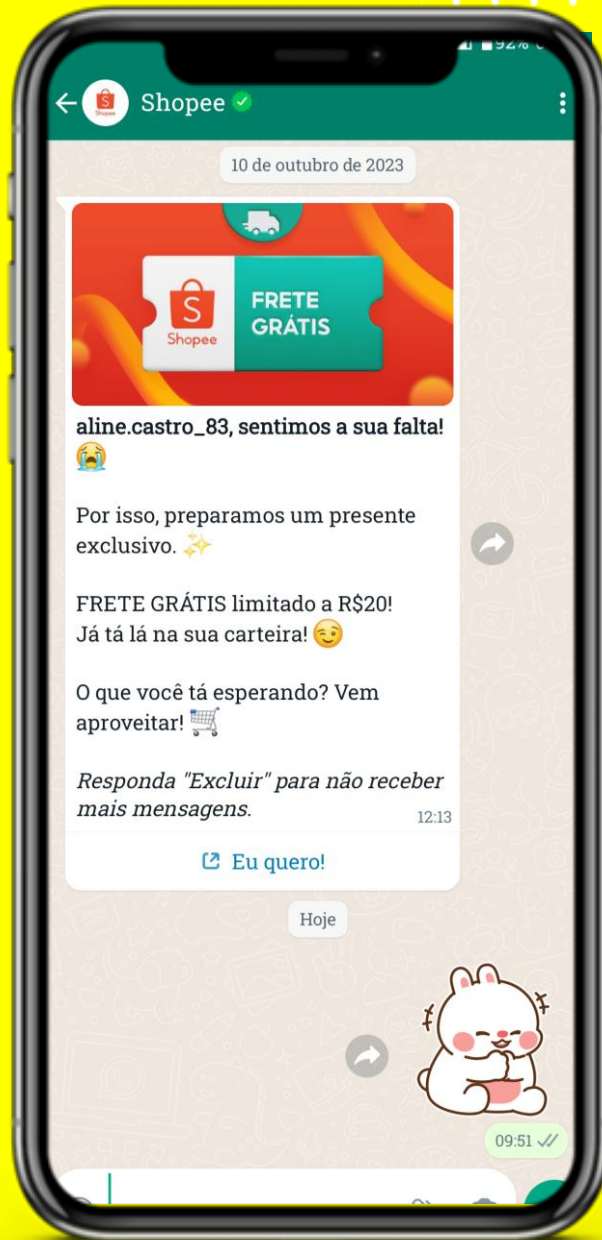 92%
Shopee
Shopee
10 de outubro de 2023
S
Shopee
FRETE
GRÁTIS
aline.castro_83, sentimos a sua falta!
Por isso, preparamos um presente
exclusivo.
FRETE GRÁTIS limitado a R$20!
Já tá lá na sua carteira!
O que você tá esperando? Vem
aproveitar!
Responda "Excluir" para não receber
mais mensagens.
12:13
Eu quero!
Hoje
09:51